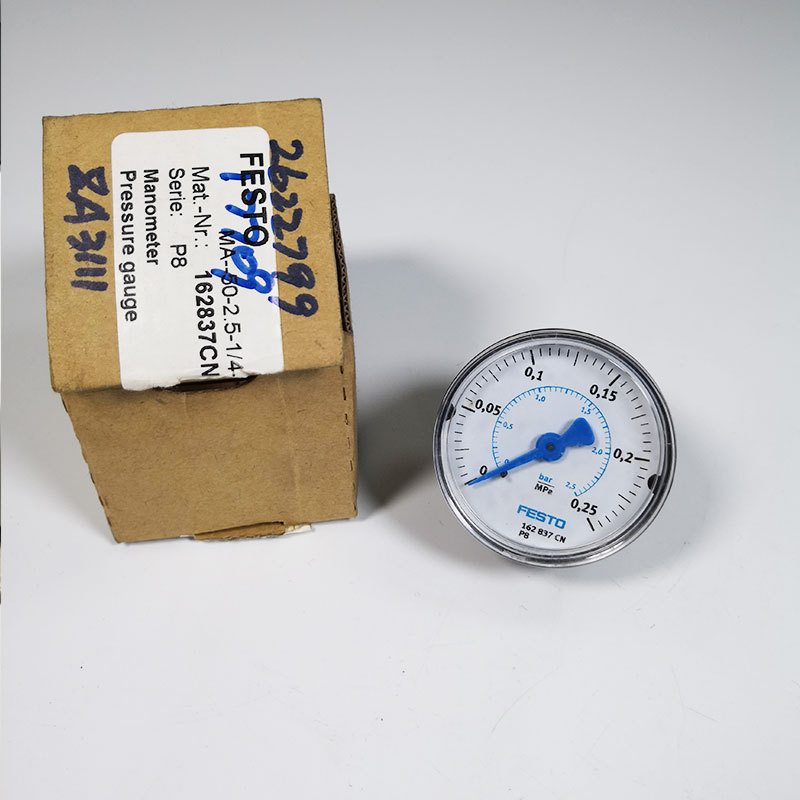 2622799
FESTO
1909
MA-50-2.5-1/4-
Mat.-Nr.: 162837CN
Serie: P8
Manometer
Pressure gauge
0
0,05
0,1
0,15
0,2
0,25
0
0,5
1,0
1,5
2,0
2,5
bar
MPa
FESTO
162 837 CN
P8